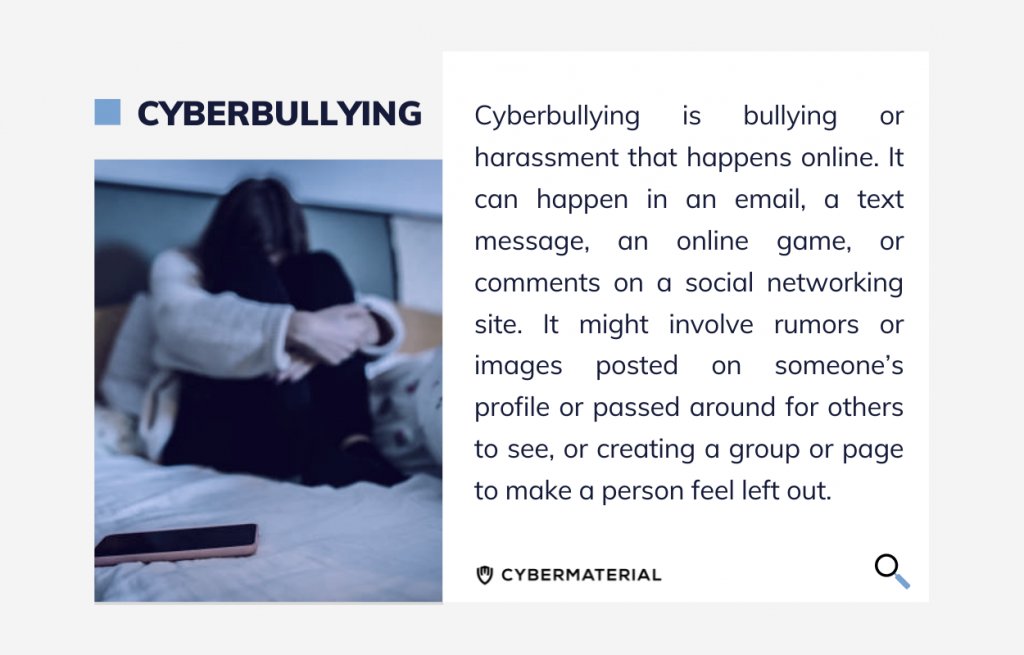 CYBERBULLYING
Cyberbullying is bullying or
harassment that happens online. It
can happen in an email, a text
message, an online game, or
comments on a social networking
site. It might involve rumors or
images posted on someone’s
profile or passed around for others
to see, or creating a group or page
to make a person feel left out.
CYBERMATERIAL